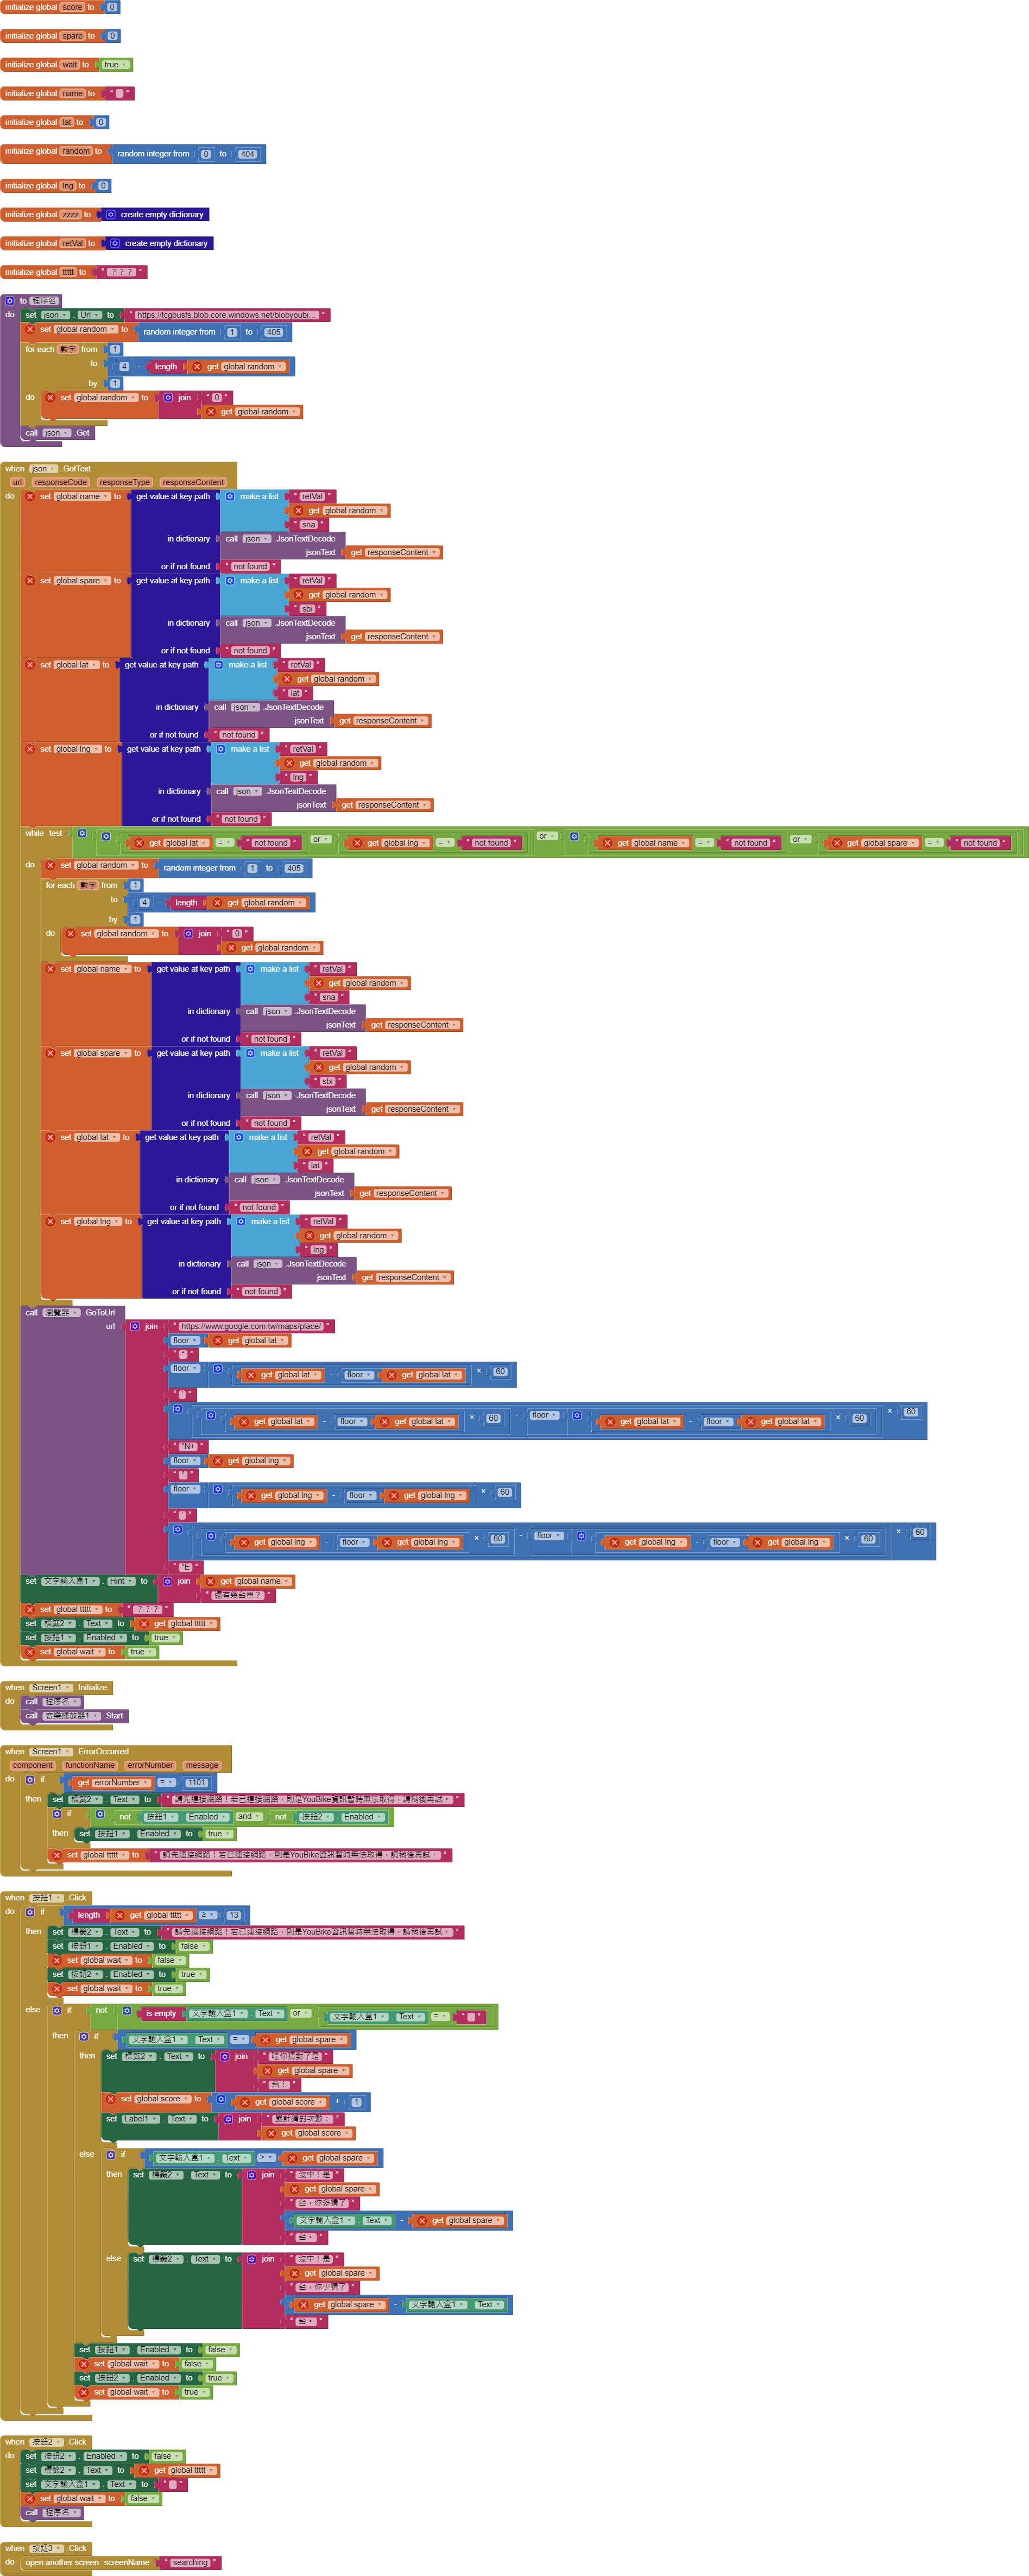 initialize global score to 0
initialize global spare to 0
initialize global wait to true
initialize global name to " "
initialize global lat to 0
initialize global random to random integer from 0 to 404
initialize global lng to 0
initialize global zzzz to create empty dictionary
initialize global retVal to create empty dictionary
initialize global ttttt to " ? ? ? "
to 程序名
do set json . Url to " https://tcgbusfs.blob.core.windows.net/blobyoubi... "
set global random to random integer from 1 to 405
for each 數字 from 1
to 4 - length get global random
by 1
do set global random to join " 0 "
get global random
call json .Get
when json .GotText
url responseCode responseType responseContent
do set global name to get value at key path make a list " retVal "
get global random
" sna "
in dictionary call json .JsonTextDecode
jsonText get responseContent
or if not found " not found "
set global spare to get value at key path make a list " retVal "
get global random
" sbi "
in dictionary call json .JsonTextDecode
jsonText get responseContent
or if not found " not found "
set global lat to get value at key path make a list " retVal "
get global random
" lat "
in dictionary call json .JsonTextDecode
jsonText get responseContent
or if not found " not found "
set global lng to get value at key path make a list " retVal "
get global random
" lng "
in dictionary call json .JsonTextDecode
jsonText get responseContent
or if not found " not found "
while test get global lat = " not found " or get global lng = " not found " or get global name = " not found " or get global spare = " not found "
do set global random to random integer from 1 to 405
for each 數字 from 1
to 4 - length get global random
by 1
do set global random to join " 0 "
get global random
set global name to get value at key path make a list " retVal "
get global random
" sna "
in dictionary call json .JsonTextDecode
jsonText get responseContent
or if not found " not found "
set global spare to get value at key path make a list " retVal "
get global random
" sbi "
in dictionary call json .JsonTextDecode
jsonText get responseContent
or if not found " not found "
set global lat to get value at key path make a list " retVal "
get global random
" lat "
in dictionary call json .JsonTextDecode
jsonText get responseContent
or if not found " not found "
set global lng to get value at key path make a list " retVal "
get global random
" lng "
in dictionary call json .JsonTextDecode
jsonText get responseContent
or if not found " not found "
call 瀏覽器 .GoToUrl
url join " https://www.google.com.tw/maps/place/ "
floor get global lat
" ° "
floor get global lat - floor get global lat × 60
" ' "
get global lat - floor get global lat × 60 - floor get global lat - floor get global lat × 60 × 60
" "N+ "
floor get global lng
" ° "
floor get global lng - floor get global lng × 60
" ' "
get global lng - floor get global lng × 60 - floor get global lng - floor get global lng × 60 × 60
" "E "
set 文字輸入盒1 . Hint to join get global name
" 還有幾台車？ "
set global ttttt to " ? ? ? "
set 標籤2 . Text to get global ttttt
set 按鈕1 . Enabled to true
set global wait to true
when Screen1 .Initialize
do call 程序名
call 音樂播放器1 .Start
when Screen1 .ErrorOccurred
component functionName errorNumber message
do if get errorNumber = 1101
then set 標籤2 . Text to " 請先連接網路！若已連接網路，則是YouBike資訊暫時無法取得，請稍後再試。 "
if not 按鈕1 . Enabled and not 按鈕2 . Enabled
then set 按鈕1 . Enabled to true
set global ttttt to " 請先連接網路！若已連接網路，則是YouBike資訊暫時無法取得，請稍後再試。 "
when 按鈕1 .Click
do if length get global ttttt ≥ 13
then set 標籤2 . Text to " 請先連接網路！若已連接網路，則是YouBike資訊暫時無法取得，請稍後再試。 "
set 按鈕1 . Enabled to false
set global wait to false
set 按鈕2 . Enabled to true
set global wait to true
else if not is empty 文字輸入盒1 . Text or 文字輸入盒1 . Text = " "
then if 文字輸入盒1 . Text = get global spare
then set 標籤2 . Text to join " 哇你猜對了是 "
get global spare
" 台！ "
set global score to get global score + 1
set Label1 . Text to join " 累計猜對次數： "
get global score
else if 文字輸入盒1 . Text > get global spare
then set 標籤2 . Text to join " 沒中！是 "
get global spare
" 台，你多猜了 "
文字輸入盒1 . Text - get global spare
" 台。 "
else set 標籤2 . Text to join " 沒中！是 "
get global spare
" 台，你少猜了 "
get global spare - 文字輸入盒1 . Text
" 台。 "
set 按鈕1 . Enabled to false
set global wait to false
set 按鈕2 . Enabled to true
set global wait to true
when 按鈕2 .Click
do set 按鈕2 . Enabled to false
set 標籤2 . Text to get global ttttt
set 文字輸入盒1 . Text to " "
set global wait to false
call 程序名
when 按鈕3 .Click
do open another screen screenName " searching "